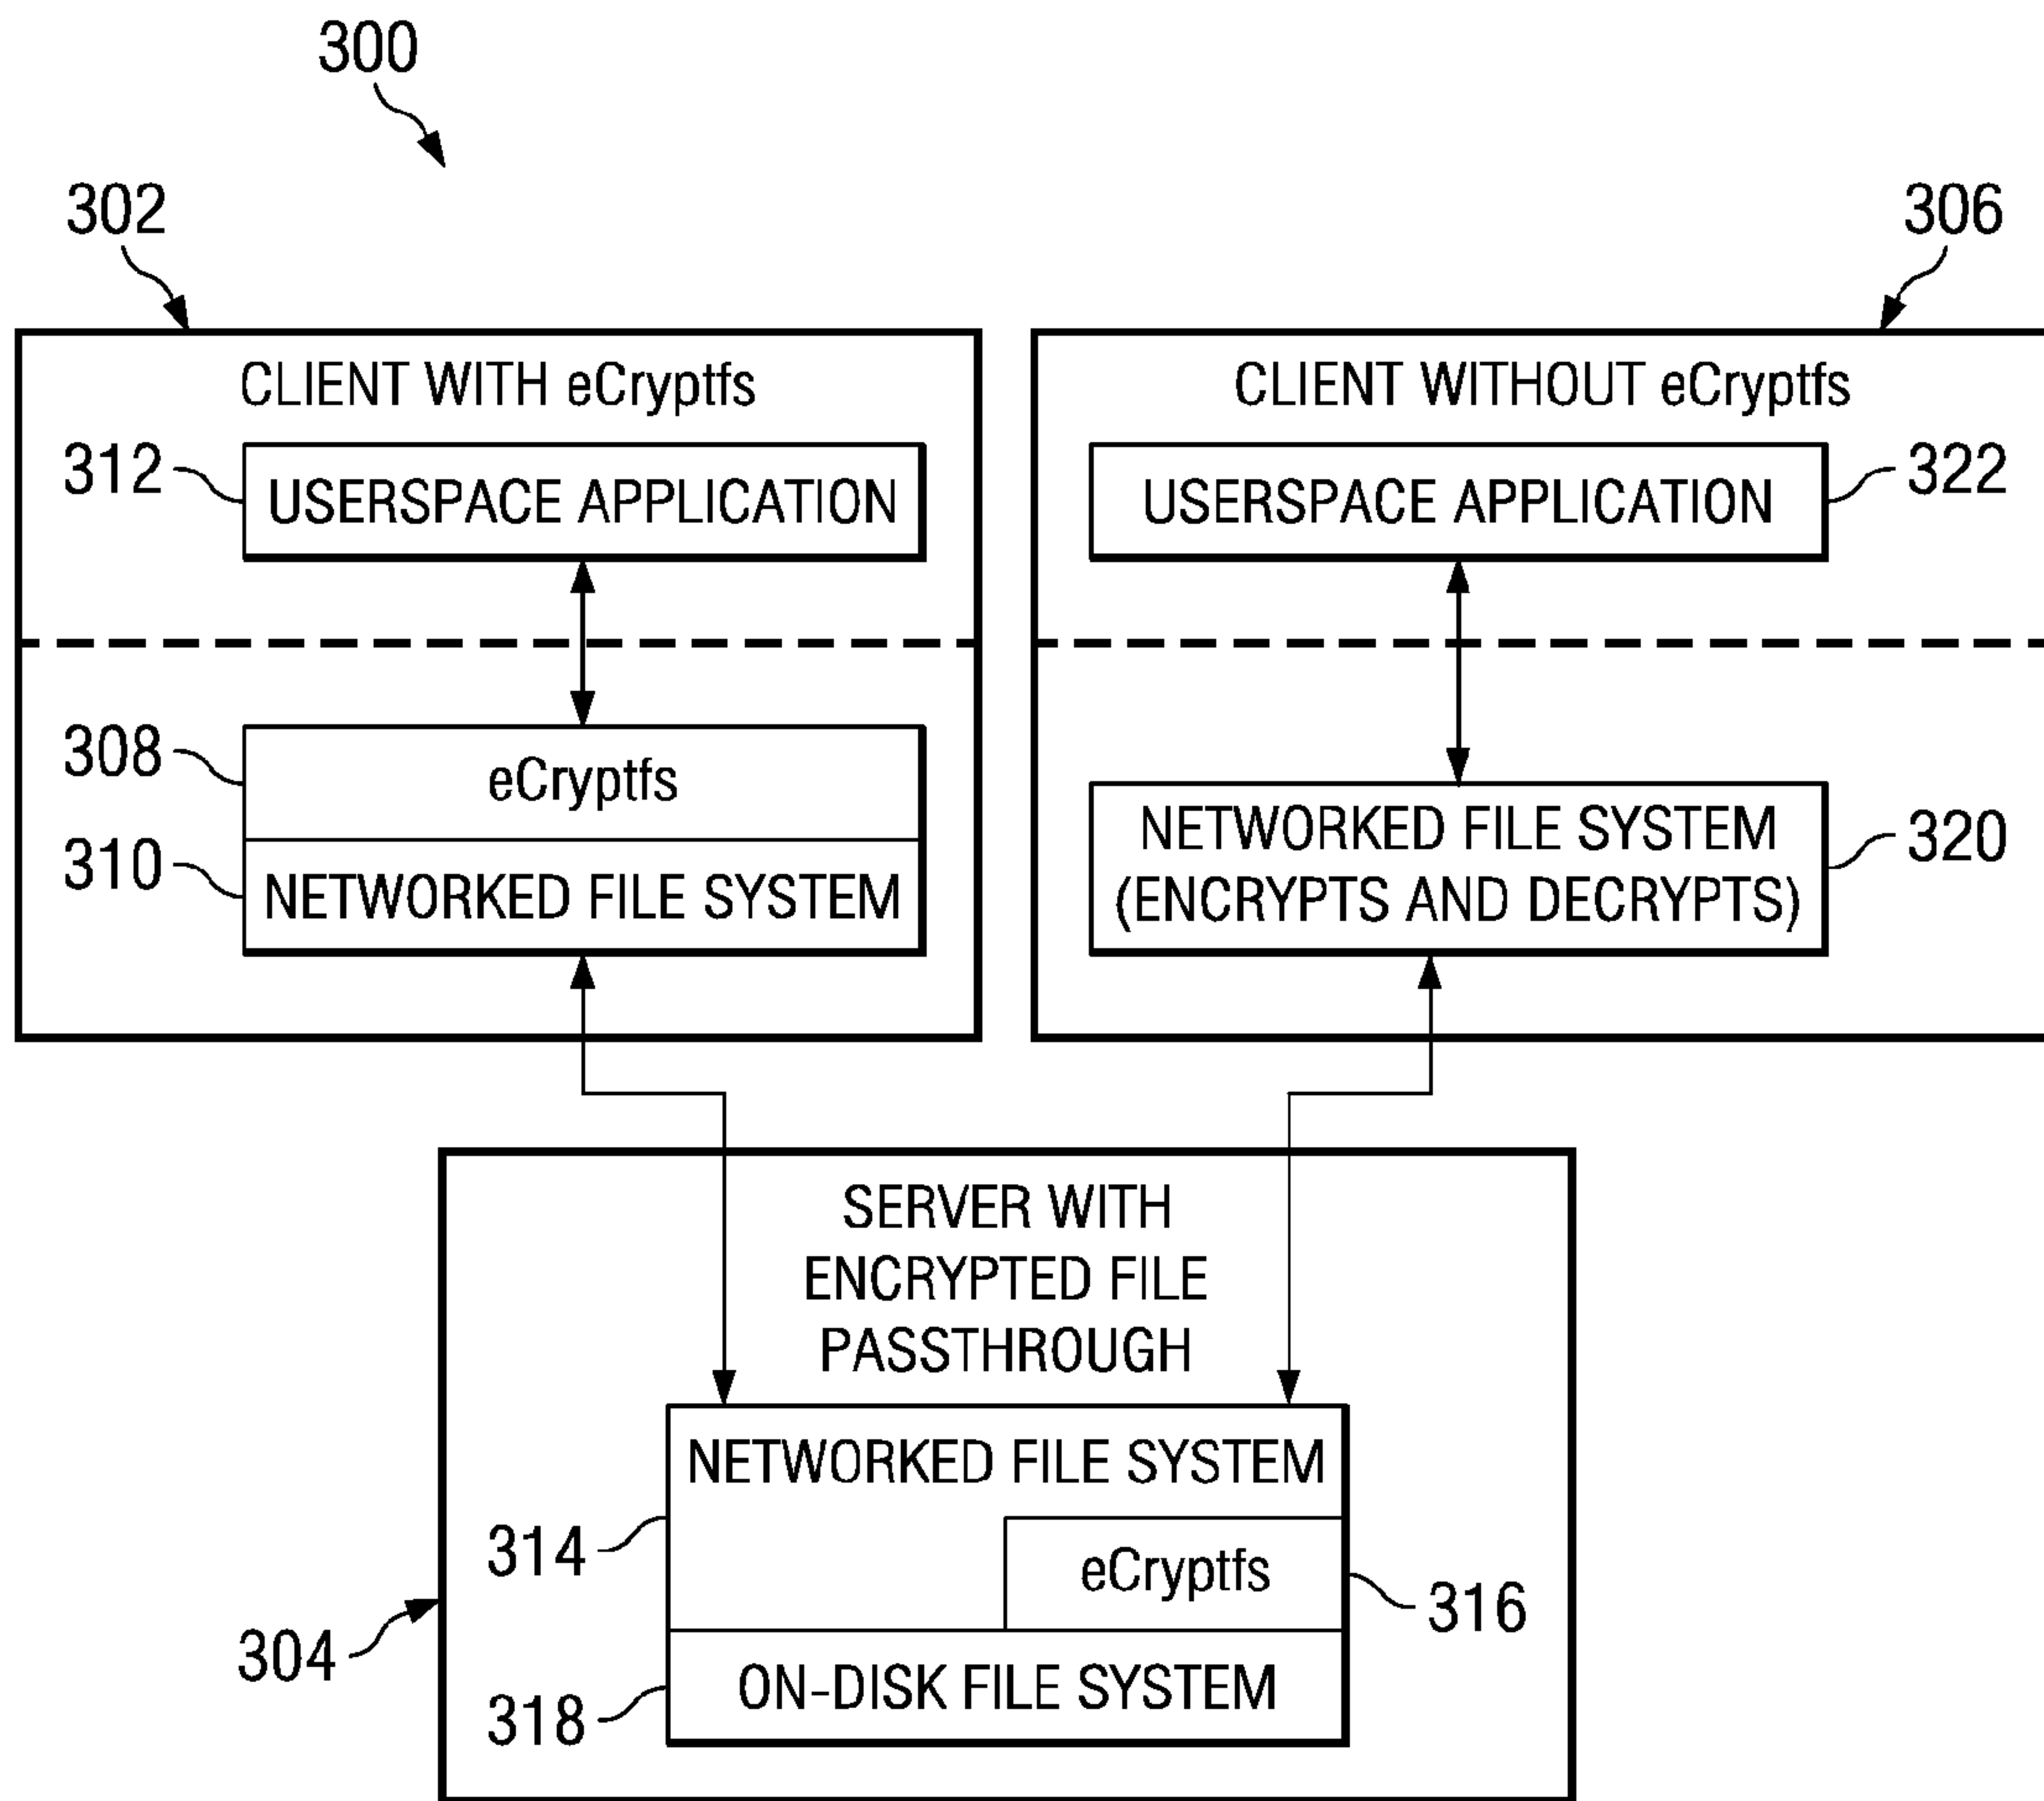 300
302
306
CLIENT WITH eCryptfs
312
USERSPACE APPLICATION
308
eCryptfs
310
NETWORKED FILE SYSTEM
CLIENT WITHOUT eCryptfs
USERSPACE APPLICATION
322
NETWORKED FILE SYSTEM
(ENCRYPTS AND DECRYPTS)
320
SERVER WITH
ENCRYPTED FILE
PASSTHROUGH
NETWORKED FILE SYSTEM
314
eCryptfs
316
304
ON-DISK FILE SYSTEM
318